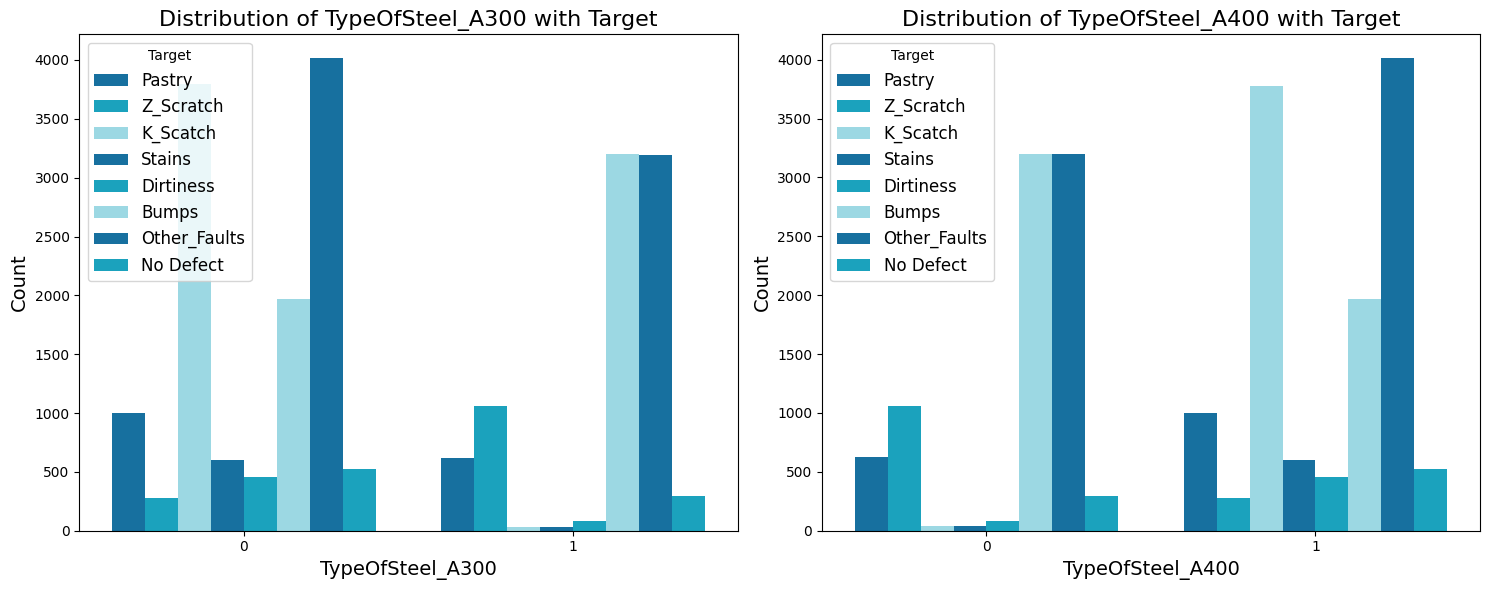 Distribution of TypeOfSteel_A300 with Target
Count
4000
3500
3000
2500
2000
1500
1000
500
0
Target
Pastry
Z_Scratch
K_Scatch
Stains
Dirtiness
Bumps
Other_Faults
No Defect
0
1
TypeOfSteel_A300
Distribution of TypeOfSteel_A400 with Target
Count
4000
3500
3000
2500
2000
1500
1000
500
0
Target
Pastry
Z_Scratch
K_Scatch
Stains
Dirtiness
Bumps
Other_Faults
No Defect
0
1
TypeOfSteel_A400